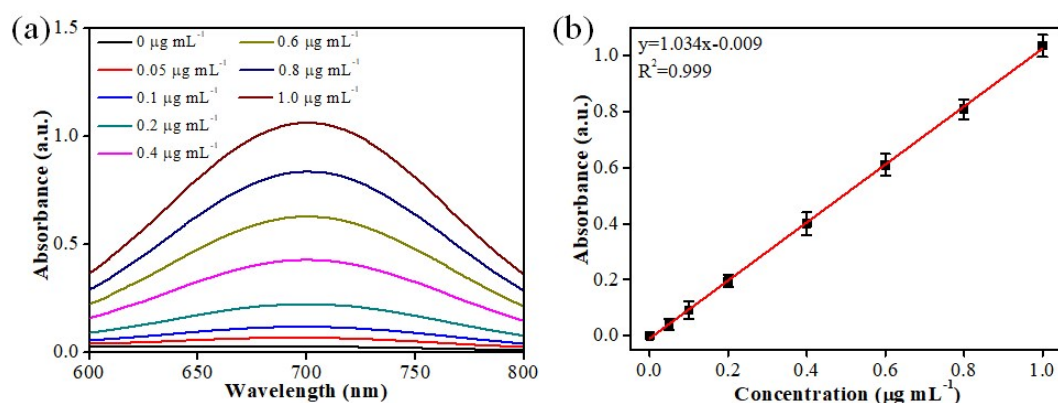 (a)
1.5
1.0
0.5
0.0
Absorbance (a.u.)
0 μg mL⁻¹
0.05 μg mL⁻¹
0.1 μg mL⁻¹
0.2 μg mL⁻¹
0.4 μg mL⁻¹
0.6 μg mL⁻¹
0.8 μg mL⁻¹
1.0 μg mL⁻¹
600 650 700 750 800
Wavelength (nm)
(b)
y=1.034x-0.009
R²=0.999
1.0
0.8
0.6
0.4
0.2
0.0
Absorbance (a.u.)
0.0 0.2 0.4 0.6 0.8 1.0
Concentration (μg mL⁻¹)